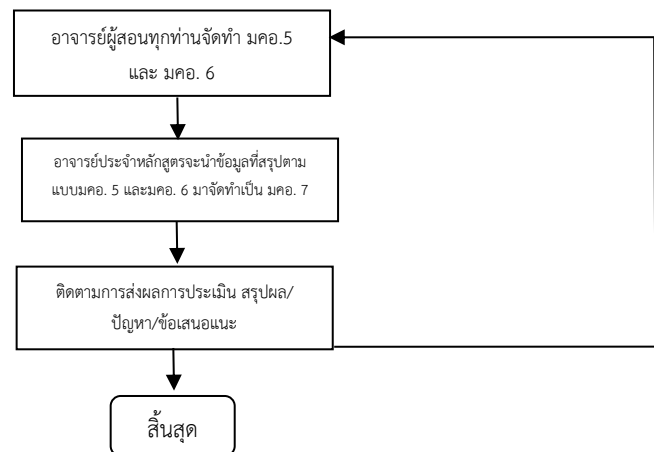 อาจารย์ผู้สอนทุกท่านจัดทำ มคอ.5
และ มคอ. 6
อาจารย์ประจำหลักสูตรจะนำข้อมูลที่สรุปตาม
แบบมคอ. 5 และมคอ. 6 มาจัดทำเป็น มคอ. 7
ติดตามการส่งผลการประเมิน สรุปผล/
ปัญหา/ข้อเสนอแนะ
สิ้นสุด